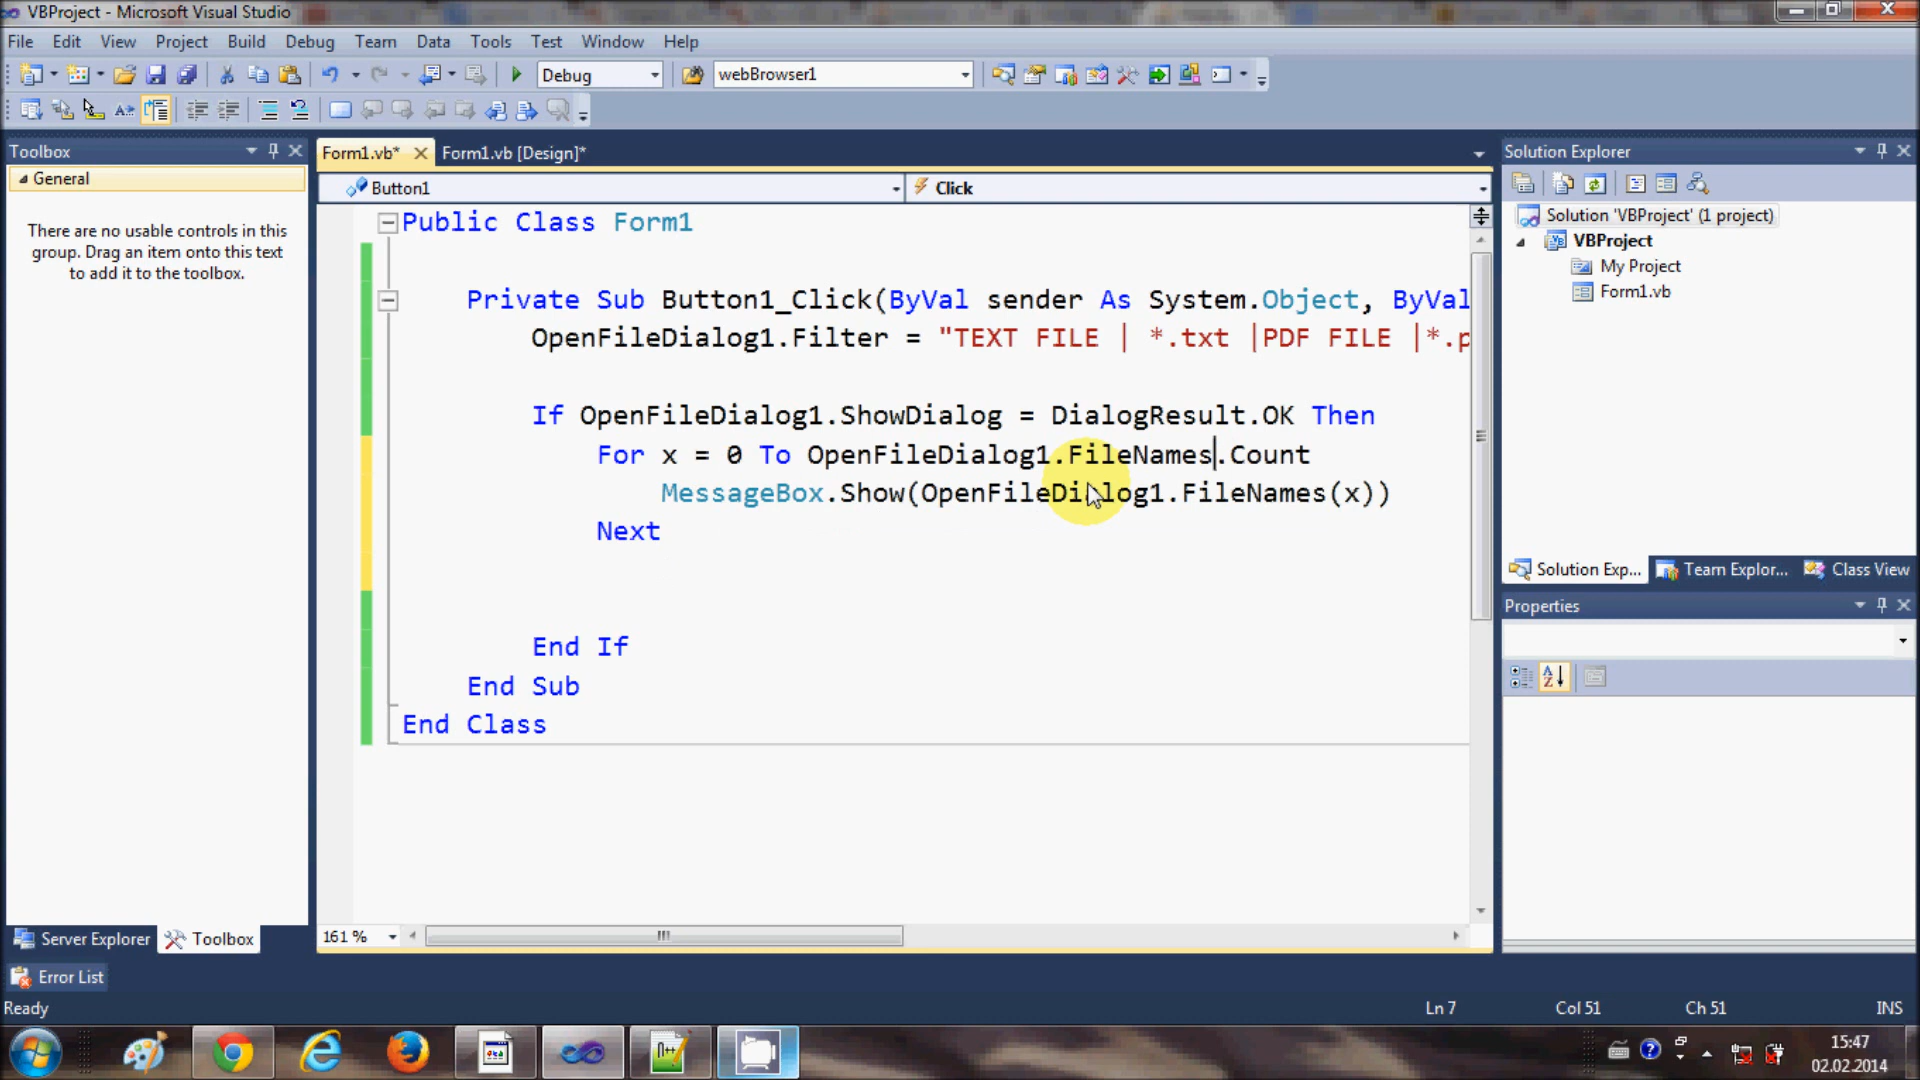 VBProject - Microsoft Visual Studio
File Edit View Project Build Debug Team Data Tools Test Window Help
Debug webBrowser1
Toolbox
General
There are no usable controls in this
group. Drag an item onto this text
to add it to the toolbox.
Form1.vb* Form1.vb [Design]*
Button1 Click
Public Class Form1
Private Sub Button1_Click(ByVal sender As System.Object, ByVal
OpenFileDialog1.Filter = "TEXT FILE | *.txt |PDF FILE |*.p
If OpenFileDialog1.ShowDialog = DialogResult.OK Then
For x = 0 To OpenFileDialog1.FileNames.Count
MessageBox.Show(OpenFileDialog1.FileNames(x))
Next
End If
End Sub
End Class
161 %
Solution Explorer
Solution 'VBProject' (1 project)
VBProject
My Project
Form1.vb
Solution Exp... Team Explor... Class View
Properties
Server Explorer Toolbox
Error List
Ready Ln 7 Col 51 Ch 51 INS
15:47
02.02.2014